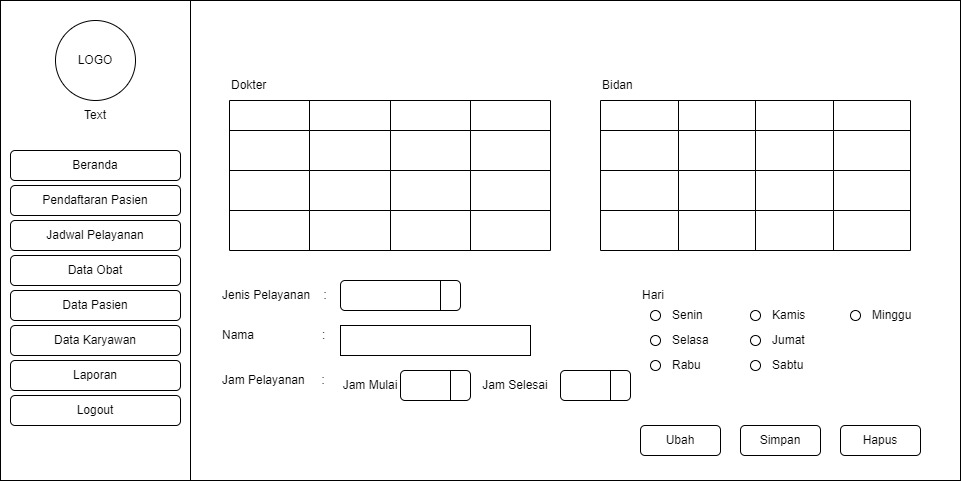 LOGO
Text
Beranda
Pendaftaran Pasien
Jadwal Pelayanan
Data Obat
Data Pasien
Data Karyawan
Laporan
Logout
Dokter
Bidan
Jenis Pelayanan :
Nama :
Jam Pelayanan : Jam Mulai Jam Selesai
Hari
Senin Kamis Minggu
Selasa Jumat
Rabu Sabtu
Ubah Simpan Hapus